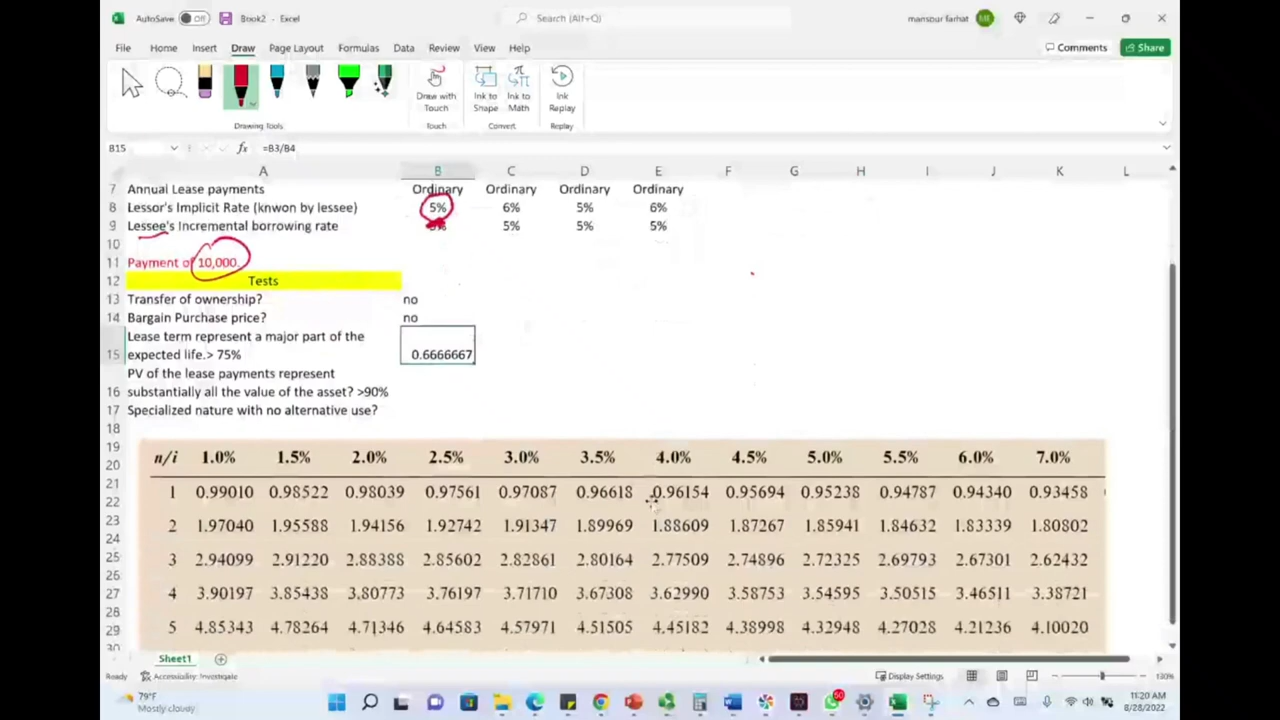 AutoSave Off Book2 - Excel Search (Alt+Q) mansour farhat MF
File Home Insert Draw Page Layout Formulas Data Review View Help Comments Share
Draw with Touch Ink to Shape Ink to Math Ink Replay
Drawing Tools Touch Convert Replay
B15 fx =B3/B4
A B C D E F G H I J K L
7 Annual Lease payments Ordinary Ordinary Ordinary Ordinary
8 Lessor's Implicit Rate (knwon by lessee) 5% 6% 5% 6%
9 Lessee's Incremental borrowing rate 5% 5% 5%
10
11 Payment of 10,000.
12 Tests
13 Transfer of ownership? no
14 Bargain Purchase price? no
Lease term represent a major part of the
15 expected life.> 75% 0.6666667
PV of the lease payments represent
16 substantially all the value of the asset? >90%
17 Specialized nature with no alternative use?
18
19
20
21
22
23
24
25
26
27
28
29
30
n/i 1.0% 1.5% 2.0% 2.5% 3.0% 3.5% 4.0% 4.5% 5.0% 5.5% 6.0% 7.0%
1 0.99010 0.98522 0.98039 0.97561 0.97087 0.96618 0.96154 0.95694 0.95238 0.94787 0.94340 0.93458
2 1.97040 1.95588 1.94156 1.92742 1.91347 1.89969 1.88609 1.87267 1.85941 1.84632 1.83339 1.80802
3 2.94099 2.91220 2.88388 2.85602 2.82861 2.80164 2.77509 2.74896 2.72325 2.69793 2.67301 2.62432
4 3.90197 3.85438 3.80773 3.76197 3.71710 3.67308 3.62990 3.58753 3.54595 3.50515 3.46511 3.38721
5 4.85343 4.78264 4.71346 4.64583 4.57971 4.51505 4.45182 4.38998 4.32948 4.27028 4.21236 4.10020
Sheet1
Ready Accessibility: Investigate Display Settings 130%
79°F
Mostly cloudy
11:20 AM
8/28/2022